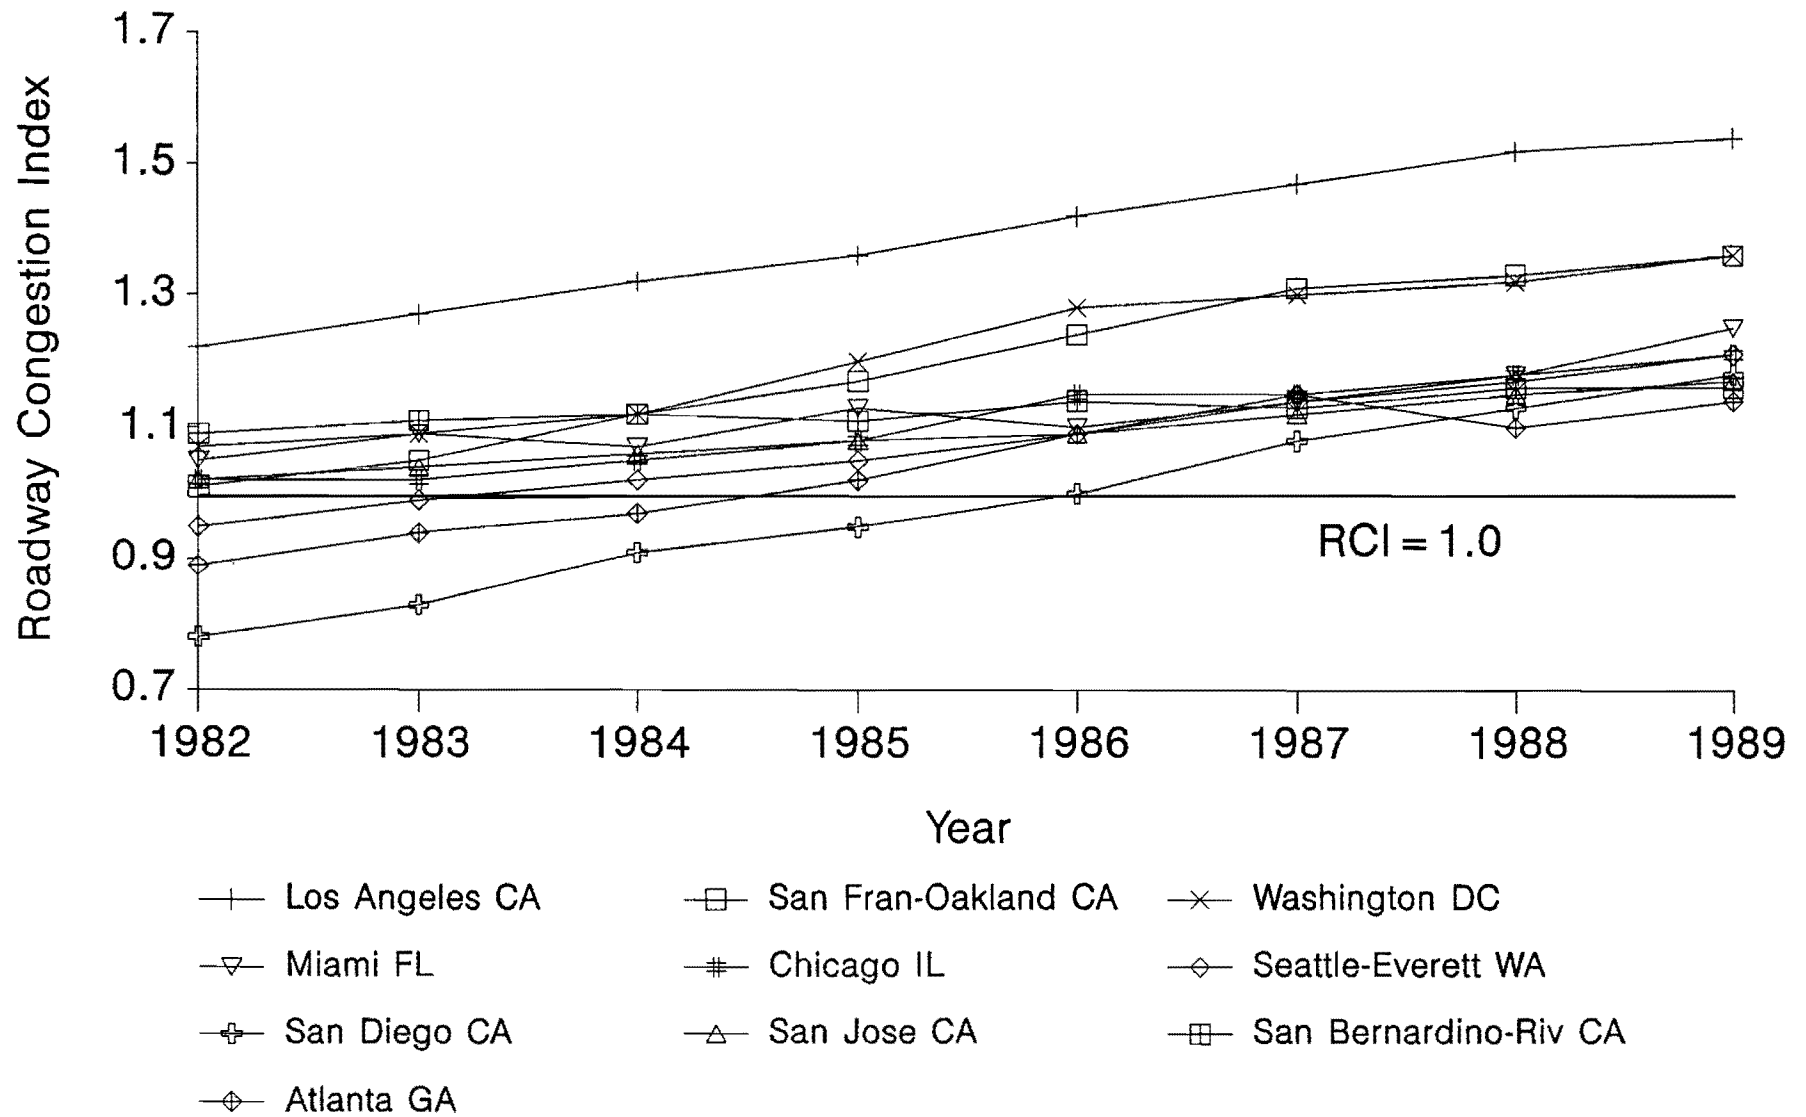 Roadway Congestion Index
1.7
1.5
1.3
1.1
0.9
0.7
RCI = 1.0
1982 1983 1984 1985 1986 1987 1988 1989
Year
Los Angeles CA San Fran-Oakland CA Washington DC
Miami FL Chicago IL Seattle-Everett WA
San Diego CA San Jose CA San Bernardino-Riv CA
Atlanta GA